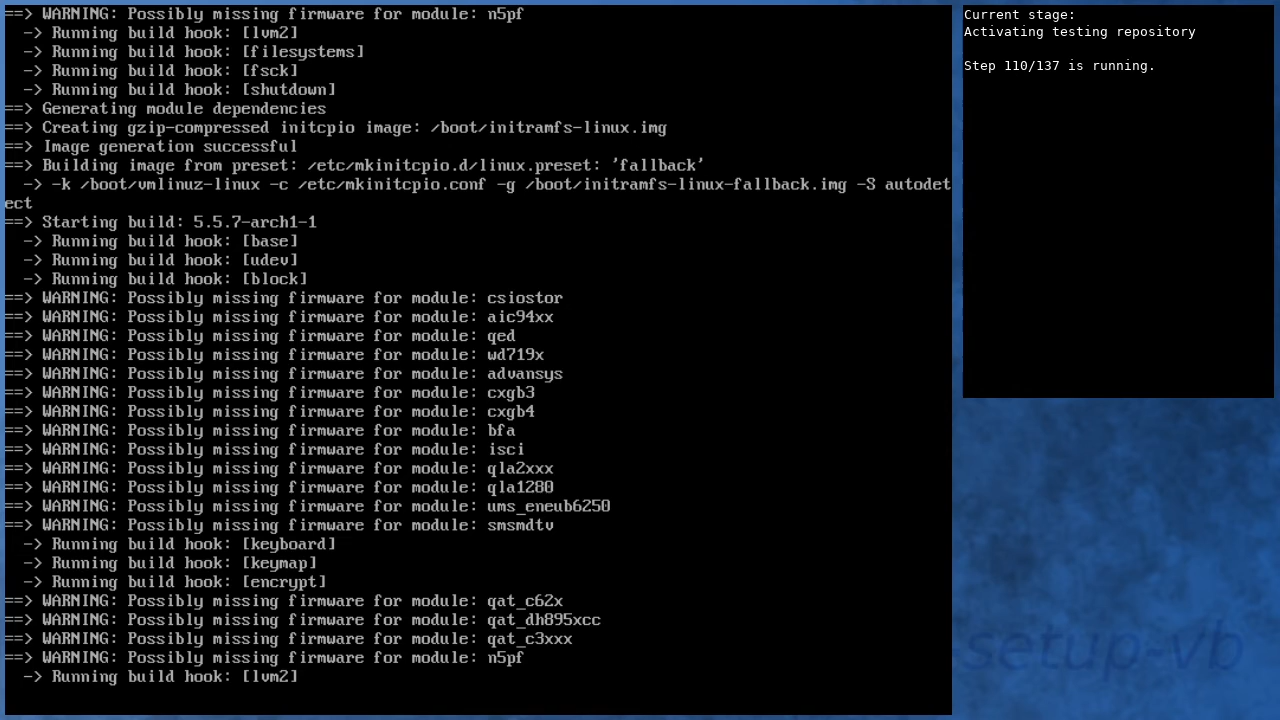 ==> WARNING: Possibly missing firmware for module: n5pf
  -> Running build hook: [lvm2]
  -> Running build hook: [filesystems]
  -> Running build hook: [fsck]
  -> Running build hook: [shutdown]
==> Generating module dependencies
==> Creating gzip-compressed initcpio image: /boot/initramfs-linux.img
==> Image generation successful
==> Building image from preset: /etc/mkinitcpio.d/linux.preset: 'fallback'
  -> -k /boot/vmlinuz-linux -c /etc/mkinitcpio.conf -g /boot/initramfs-linux-fallback.img -S autodet
ect
==> Starting build: 5.5.7-arch1-1
  -> Running build hook: [base]
  -> Running build hook: [udev]
  -> Running build hook: [block]
==> WARNING: Possibly missing firmware for module: csiostor
==> WARNING: Possibly missing firmware for module: aic94xx
==> WARNING: Possibly missing firmware for module: qed
==> WARNING: Possibly missing firmware for module: wd719x
==> WARNING: Possibly missing firmware for module: advansys
==> WARNING: Possibly missing firmware for module: cxgb3
==> WARNING: Possibly missing firmware for module: cxgb4
==> WARNING: Possibly missing firmware for module: bfa
==> WARNING: Possibly missing firmware for module: isci
==> WARNING: Possibly missing firmware for module: qla2xxx
==> WARNING: Possibly missing firmware for module: qla1280
==> WARNING: Possibly missing firmware for module: ums_eneub6250
==> WARNING: Possibly missing firmware for module: smsmdtv
  -> Running build hook: [keyboard]
  -> Running build hook: [keymap]
  -> Running build hook: [encrypt]
==> WARNING: Possibly missing firmware for module: qat_c62x
==> WARNING: Possibly missing firmware for module: qat_dh895xcc
==> WARNING: Possibly missing firmware for module: qat_c3xxx
==> WARNING: Possibly missing firmware for module: n5pf
  -> Running build hook: [lvm2]
Current stage:
Activating testing repository
Step 110/137 is running.
setup-vb